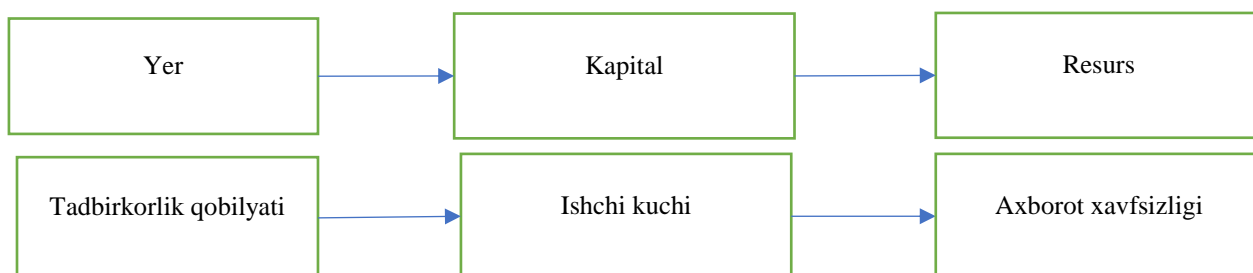 Yer
Kapital
Resurs
Tadbirkorlik qobilyati
Ishchi kuchi
Axborot xavfsizligi